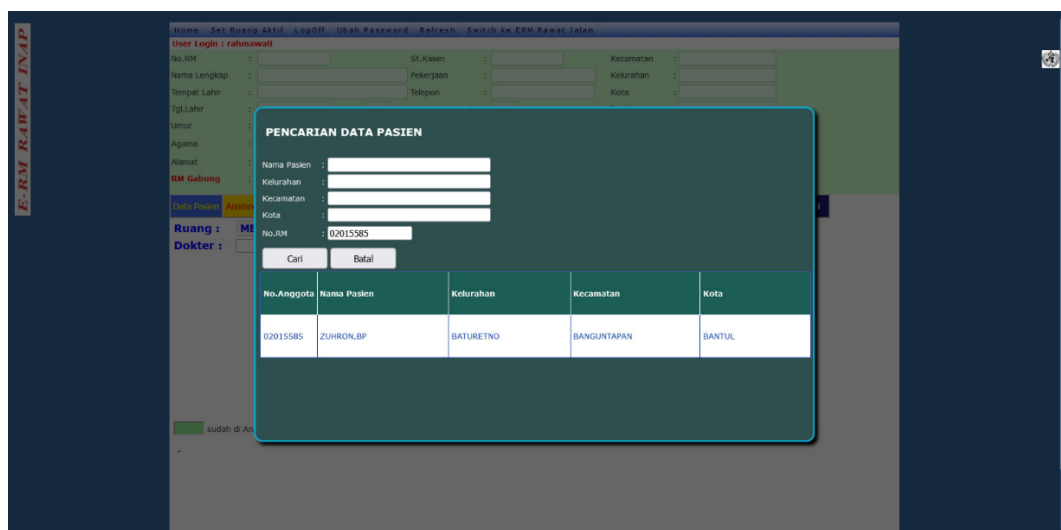 E-RM RAWAT INAP
Home Set Ruang Aktif LogOff Ubah Password Refresh Switch ke ERM Rawat Jalan
User Login : rahmawati
No.RM : St.Kawin : Kecamatan :
Nama Lengkap : Pekerjaan : Kelurahan :
Tempat Lahir : Telepon : Kota :
Tgl.Lahir :
Umur :
Agama :
Alamat :
RM Gabung :
Data Pasien
Ruang :
Dokter :
PENCARIAN DATA PASIEN
Nama Pasien :
Kelurahan :
Kecamatan :
Kota :
No.RM : 02015585
Cari Batal
No.Anggota Nama Pasien Kelurahan Kecamatan Kota
02015585 ZUHRON,BP BATURETNO BANGUNTAPAN BANTUL
sudah di An